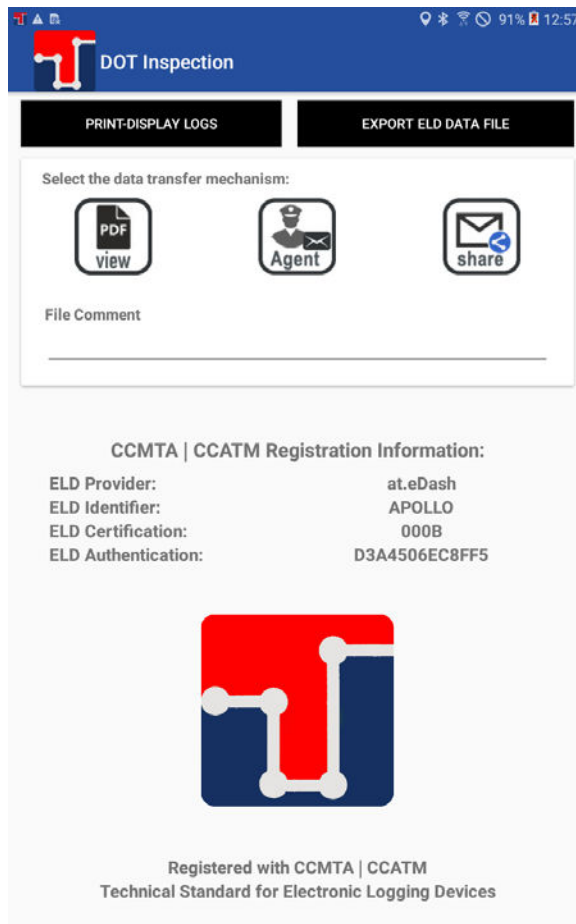 91% 12:57
DOT Inspection
PRINT-DISPLAY LOGS EXPORT ELD DATA FILE
Select the data transfer mechanism:
PDF
view Agent share
File Comment
CCMTA | CCATM Registration Information:
ELD Provider: at.eDash
ELD Identifier: APOLLO
ELD Certification: 000B
ELD Authentication: D3A4506EC8FF5
Registered with CCMTA | CCATM
Technical Standard for Electronic Logging Devices